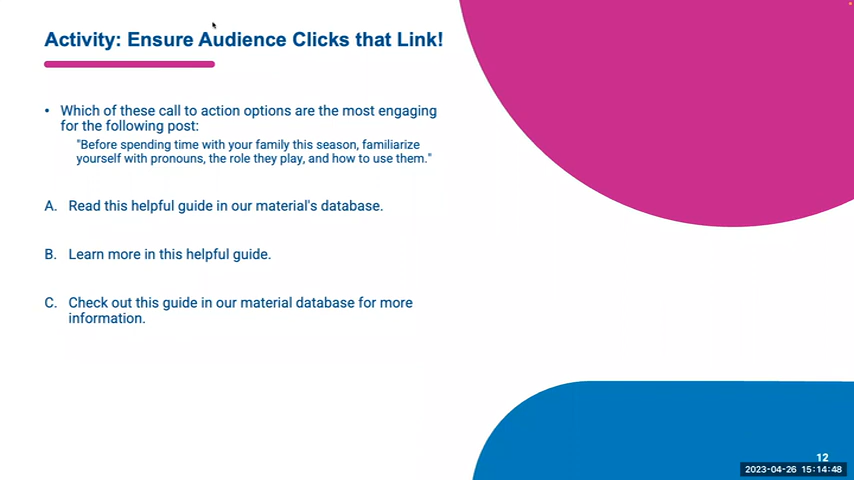 Activity: Ensure Audience Clicks that Link!
• Which of these call to action options are the most engaging
for the following post:
"Before spending time with your family this season, familiarize
yourself with pronouns, the role they play, and how to use them."
A. Read this helpful guide in our material's database.
B. Learn more in this helpful guide.
C. Check out this guide in our material database for more
information.
12
2023-04-26 15:14:48